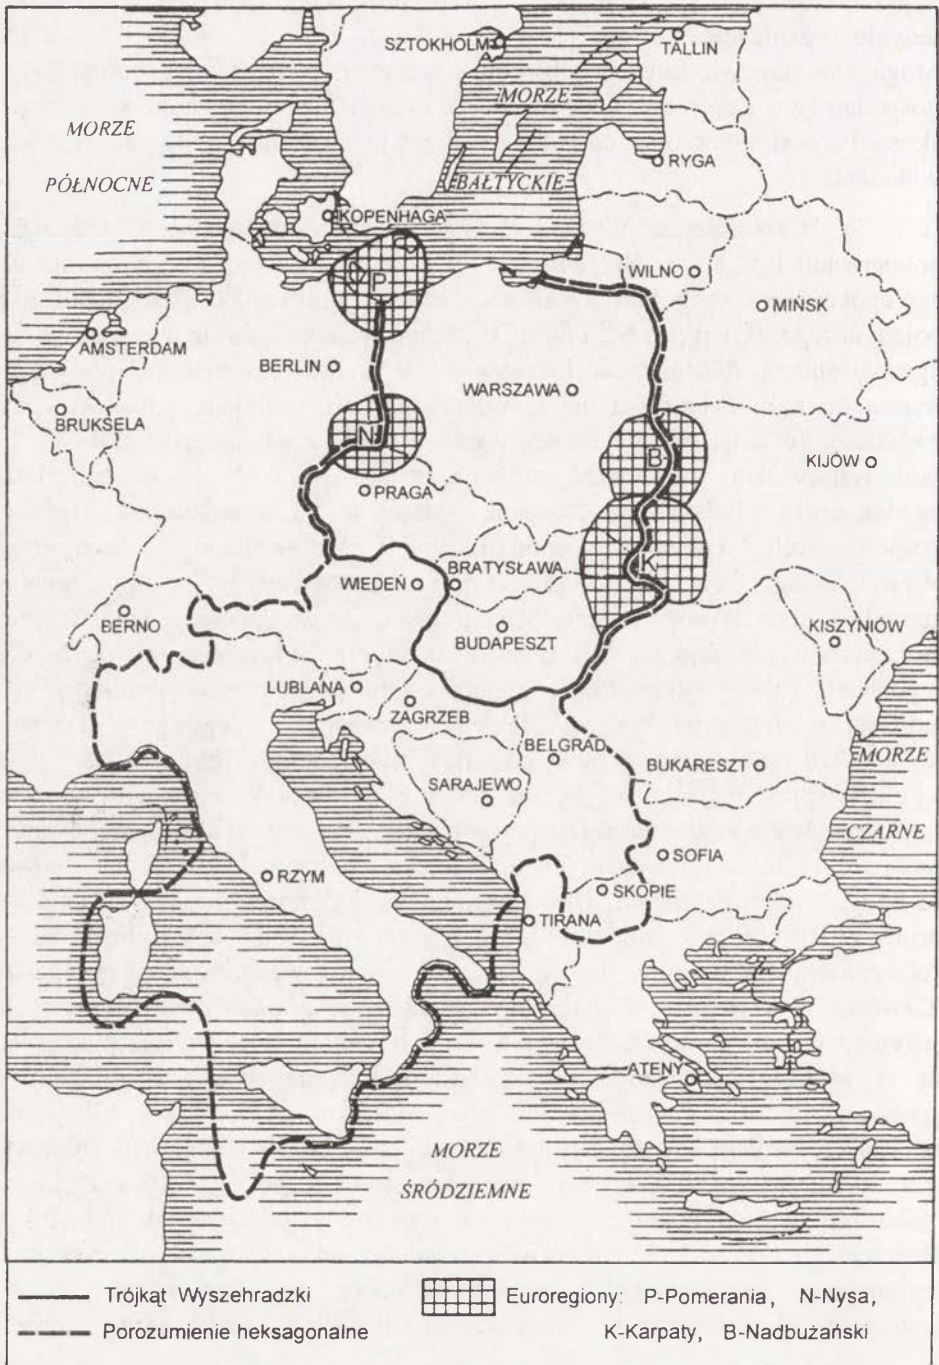 SZTOKHOLM
TALLIN
MORZE
BAŁTYCKIE
MORZE
PÓŁNOCNE
RYGA
KOPENHAGA
P
WILNO
MIŃSK
AMSTERDAM
BERLIN
WARSZAWA
BRUKSELA
N
B
KIJÓW
PRAGA
K
BRATYSŁAWA
WIEDEŃ
BERNO
BUDAPESZT
KISZYNIÓW
LUBLANA
ZAGRZEB
BELGRAD
BUKARESZT
MORZE
CZARNE
SARAJEWO
SOFIA
RZYM
SKOPIE
TIRANA
ATENY
MORZE
ŚRÓDZIEMNE
Trójkąt Wyszehradzki
Porozumienie heksagonalne
Euroregiony: P-Pomerania, N-Nysa,
K-Karpaty, B-Nadbużański